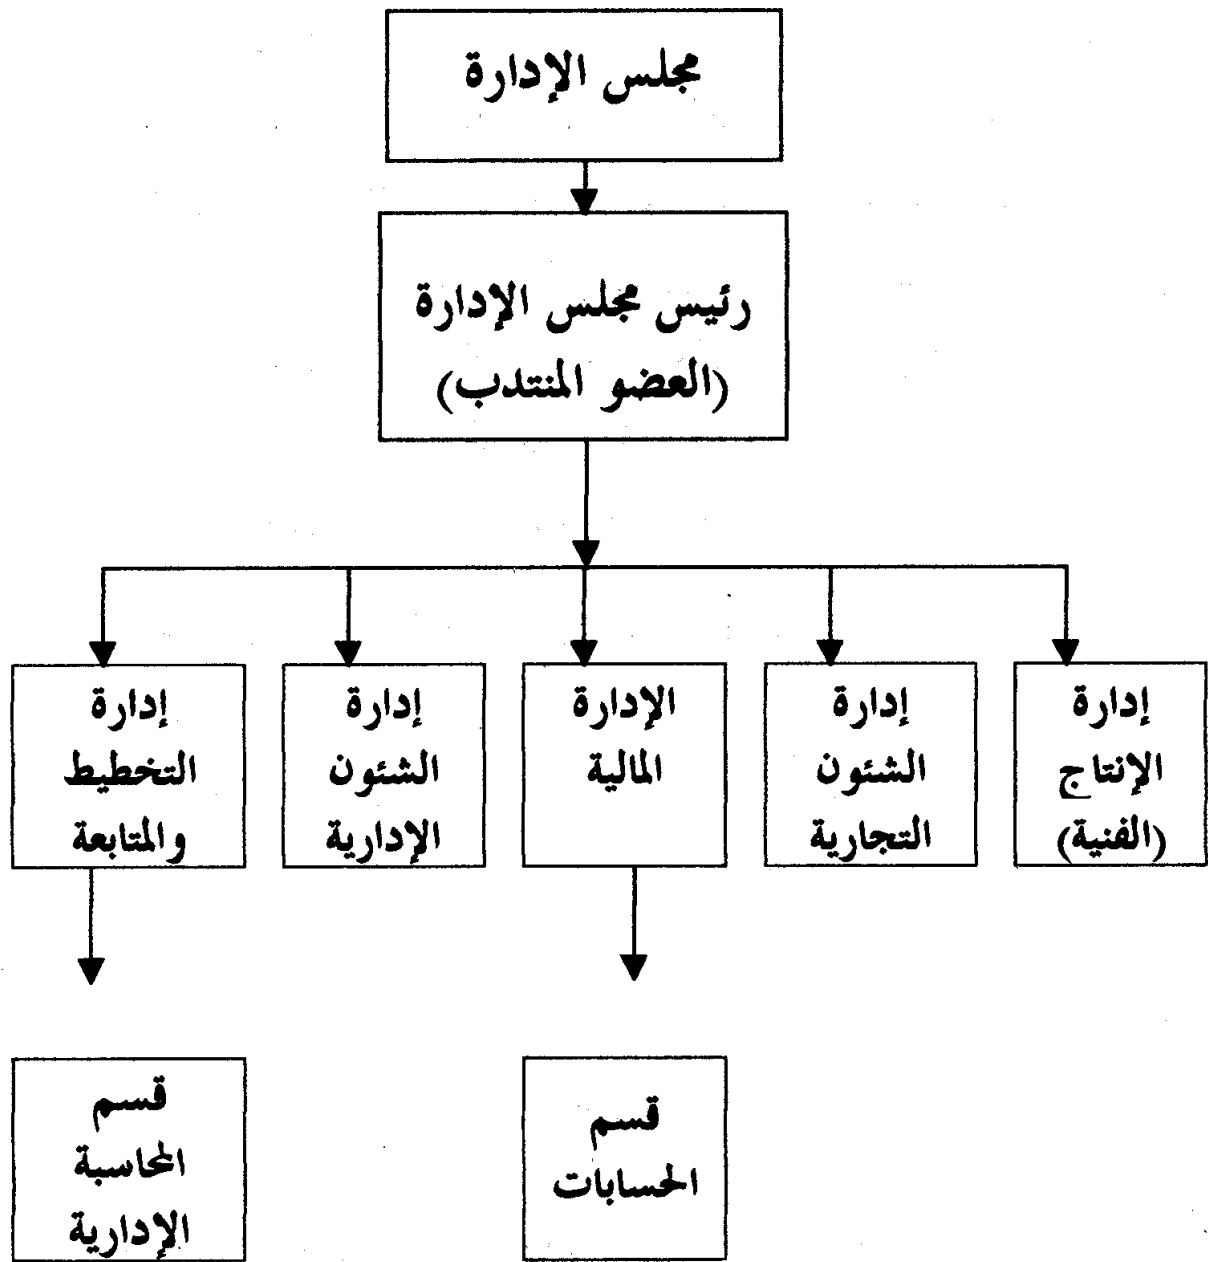 مجلس الإدارة
رئيس مجلس الإدارة
(العضو المنتدب)
إدارة
الإنتاج
(الفنية)
إدارة
الشئون
التجارية
الإدارة
المالية
إدارة
الشئون
الإدارية
إدارة
التخطيط
والمتابعة
قسم
الحسابات
قسم
المحاسبة
الإدارية